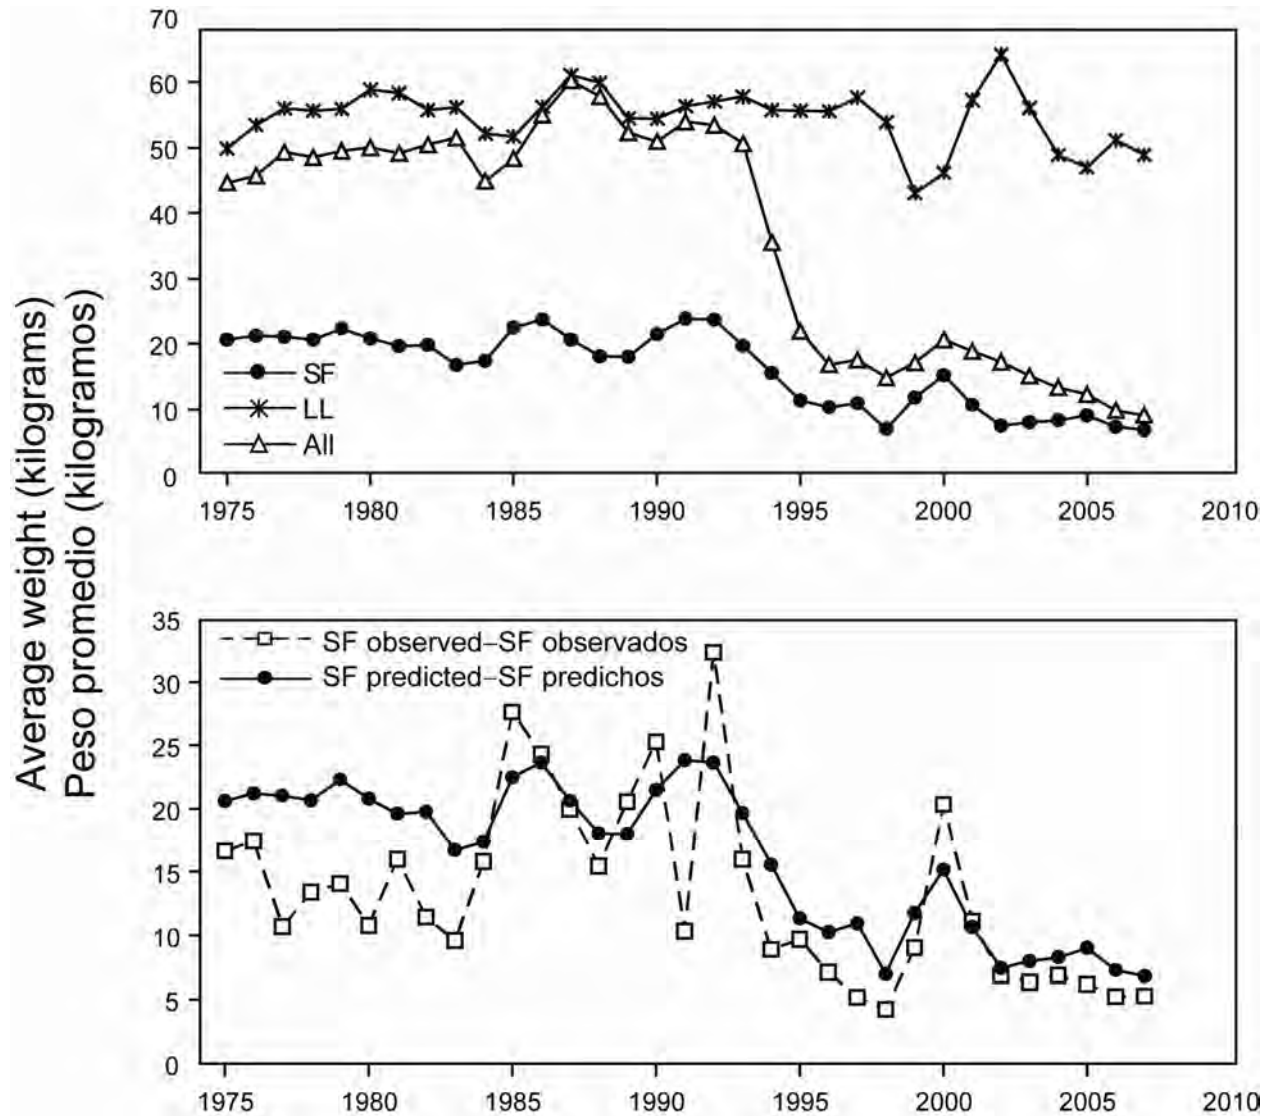 Average weight (kilograms)
Peso promedio (kilogramos)
70
60
50
40
30
20
10
0
SF
LL
All
1975 1980 1985 1990 1995 2000 2005 2010
35
30
25
20
15
10
5
0
SF observed–SF observados
SF predicted–SF predichos
1975 1980 1985 1990 1995 2000 2005 2010